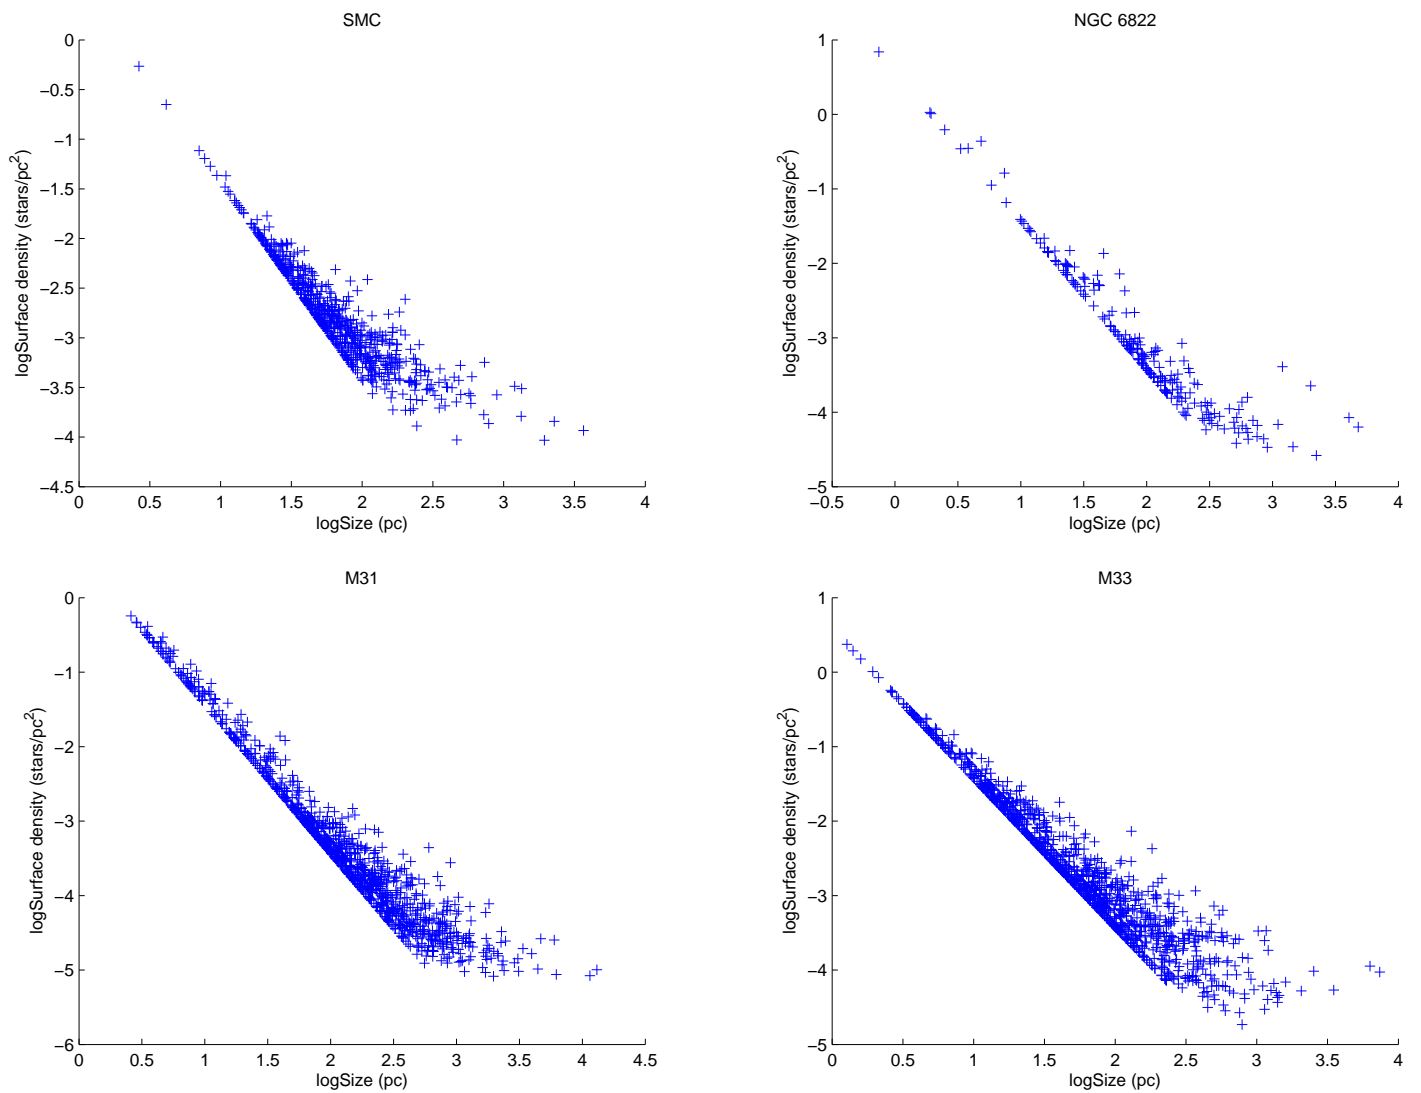 SMC
logSurface density (stars/pc²)
0
−0.5
−1
−1.5
−2
−2.5
−3
−3.5
−4
−4.5
0 0.5 1 1.5 2 2.5 3 3.5 4
logSize (pc)
NGC 6822
logSurface density (stars/pc²)
1
0
−1
−2
−3
−4
−5
−0.5 0 0.5 1 1.5 2 2.5 3 3.5 4
logSize (pc)
M31
logSurface density (stars/pc²)
0
−1
−2
−3
−4
−5
−6
0 0.5 1 1.5 2 2.5 3 3.5 4 4.5
logSize (pc)
M33
logSurface density (stars/pc²)
1
0
−1
−2
−3
−4
−5
0 0.5 1 1.5 2 2.5 3 3.5 4
logSize (pc)